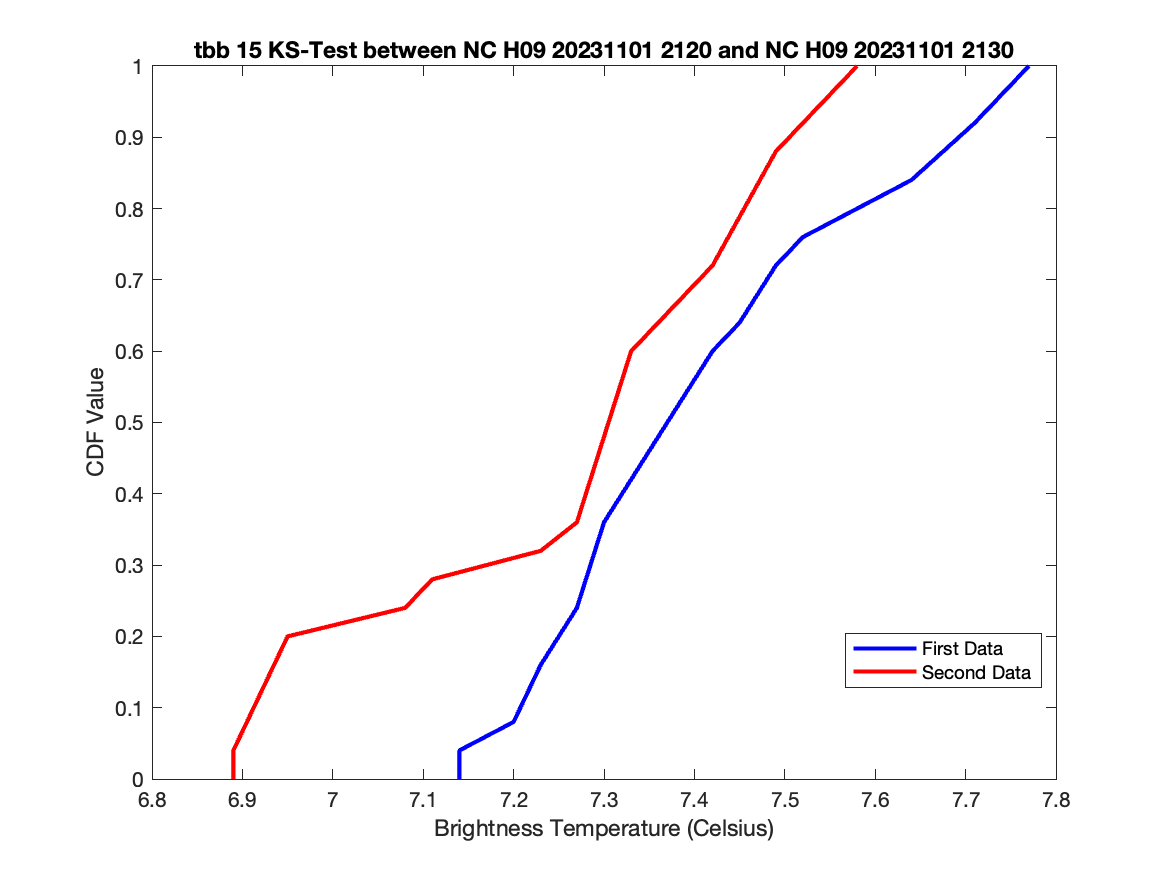 tbb 15 KS-Test between NC H09 20231101 2120 and NC H09 20231101 2130
1
0.9
0.8
0.7
0.6
0.5
0.4
0.3
0.2
0.1
0
CDF Value
First Data
Second Data
6.8 6.9 7 7.1 7.2 7.3 7.4 7.5 7.6 7.7 7.8
Brightness Temperature (Celsius)